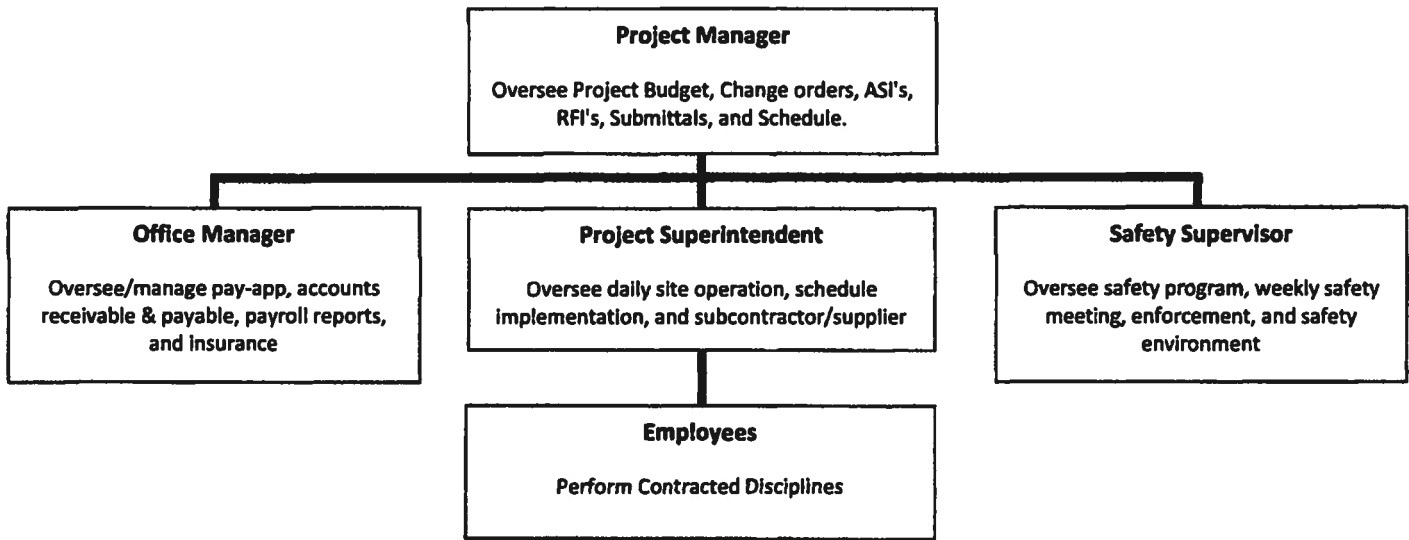 Project Manager
Oversee Project Budget, Change orders, ASI's,
RFI's, Submittals, and Schedule.
Office Manager
Oversee/manage pay-app, accounts
receivable & payable, payroll reports,
and insurance
Project Superintendent
Oversee daily site operation, schedule
implementation, and subcontractor/supplier
Safety Supervisor
Oversee safety program, weekly safety
meeting, enforcement, and safety
environment
Employees
Perform Contracted Disciplines